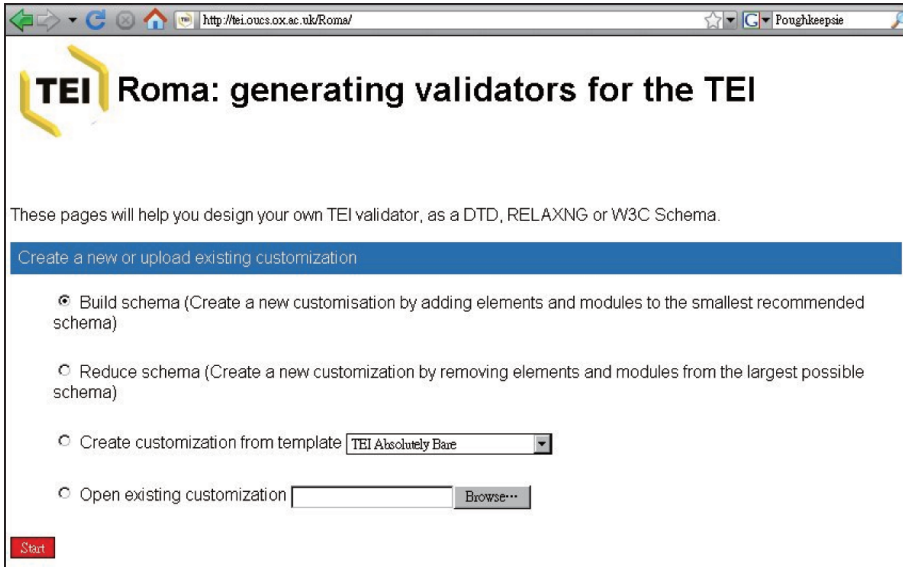 http://tei.oucs.ox.ac.uk/Roma/ Poughkeepsie
TEI Roma: generating validators for the TEI
These pages will help you design your own TEI validator, as a DTD, RELAXNG or W3C Schema.
Create a new or upload existing customization
Build schema (Create a new customisation by adding elements and modules to the smallest recommended
schema)
Reduce schema (Create a new customization by removing elements and modules from the largest possible
schema)
Create customization from template TEI Absolutely Bare
Open existing customization Browse···
Start